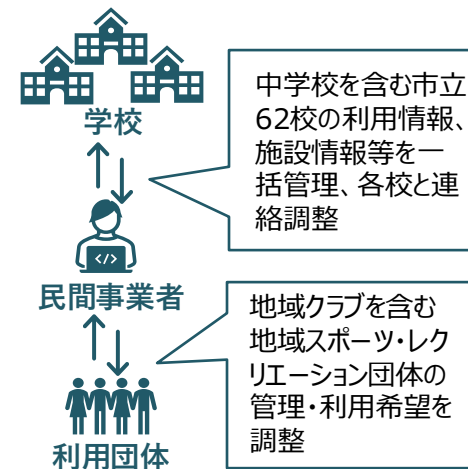 学校
中学校を含む市立
62校の利用情報、
施設情報等を一
括管理、各校と連
絡調整
</>
民間事業者
地域クラブを含む
地域スポーツ・レク
リエーション団体の
管理・利用希望を
調整
利用団体